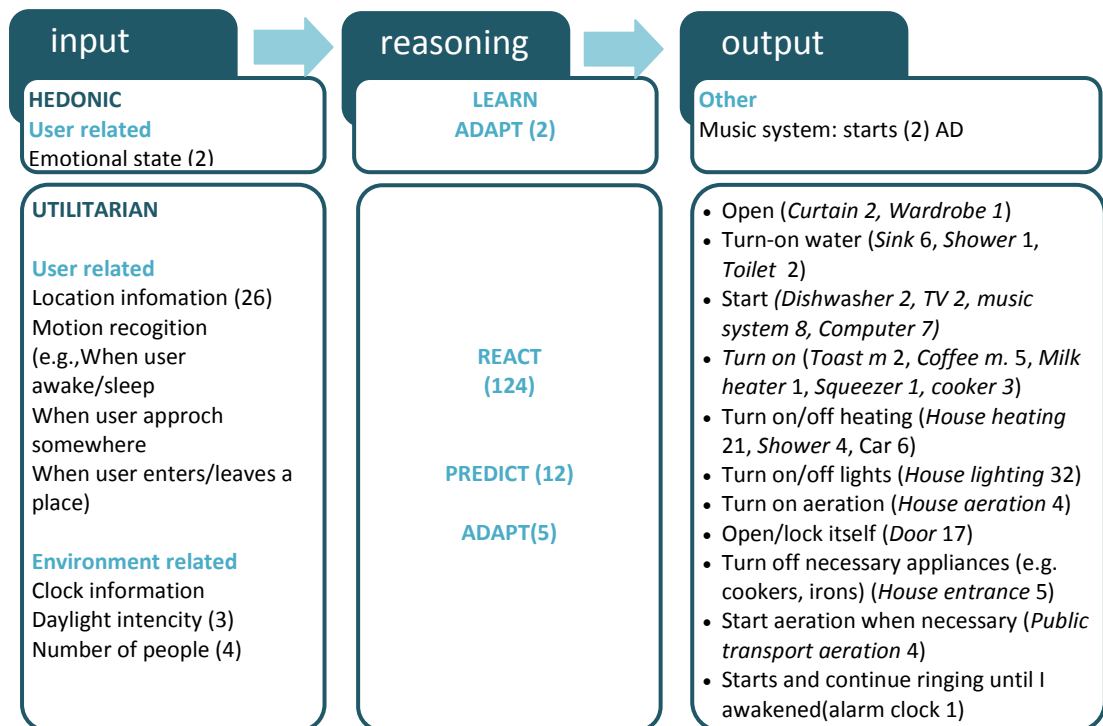 input
reasoning
output
HEDONIC
User related
Emotional state (2)
LEARN
ADAPT (2)
Other
Music system: starts (2) AD
UTILITARIAN
User related
Location infomation (26)
Motion recogition
(e.g.,When user
awake/sleep
When user approch
somewhere
When user enters/leaves a
place)
Environment related
Clock information
Daylight intencity (3)
Number of people (4)
REACT
(124)
PREDICT (12)
ADAPT(5)
• Open (Curtain 2, Wardrobe 1)
• Turn-on water (Sink 6, Shower 1,
Toilet 2)
• Start (Dishwasher 2, TV 2, music
system 8, Computer 7)
• Turn on (Toast m 2, Coffee m. 5, Milk
heater 1, Squeezer 1, cooker 3)
• Turn on/off heating (House heating
21, Shower 4, Car 6)
• Turn on/off lights (House lighting 32)
• Turn on aeration (House aeration 4)
• Open/lock itself (Door 17)
• Turn off necessary appliances (e.g.
cookers, irons) (House entrance 5)
• Start aeration when necessary (Public
transport aeration 4)
• Starts and continue ringing until I
awakened(alarm clock 1)